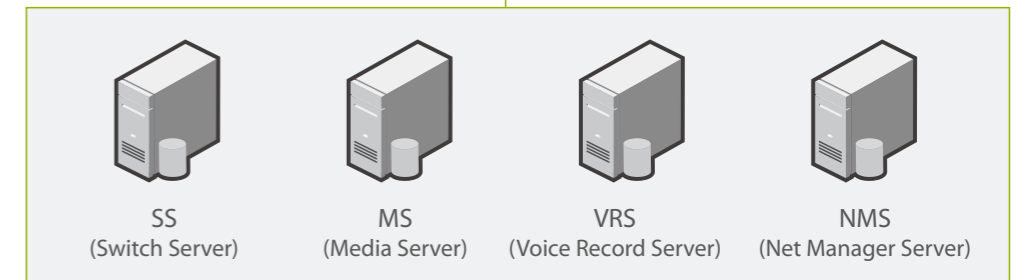 SS
(Switch Server)
MS
(Media Server)
VRS
(Voice Record Server)
NMS
(Net Manager Server)